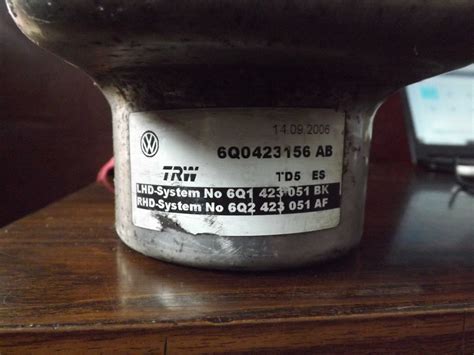 14.09.2006
VW
6Q0423156 AB
TRW
TD5 ES
LHD-System No 6Q1 423 051 BK
RHD-System No 6Q2 423 051 AF